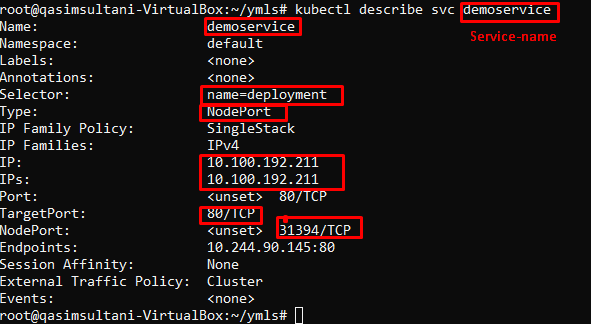 root@qasimsultani-VirtualBox:~/ymls# kubectl describe svc demoservice
Service-name
Name: demoservice
Namespace: default
Labels: <none>
Annotations: <none>
Selector: name=deployment
Type: NodePort
IP Family Policy: SingleStack
IP Families: IPv4
IP: 10.100.192.211
IPs: 10.100.192.211
Port: <unset> 80/TCP
TargetPort: 80/TCP
NodePort: <unset> 31394/TCP
Endpoints: 10.244.90.145:80
Session Affinity: None
External Traffic Policy: Cluster
Events: <none>
root@qasimsultani-VirtualBox:~/ymls#